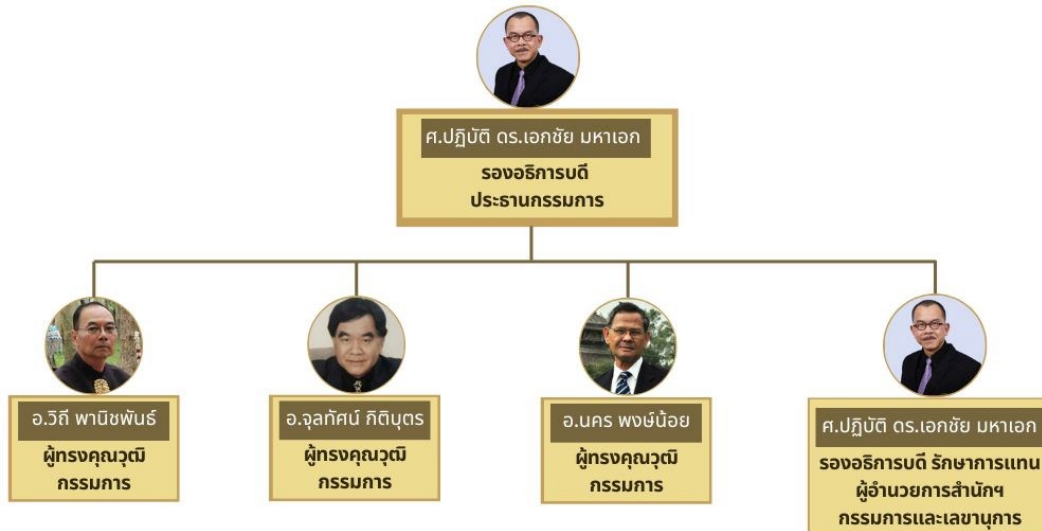 ศ.ปฏิบัติ ดร.เอกชัย มหาเอก
รองอธิการบดี
ประธานกรรมการ
อ.วิถี พานิชพันธ์
ผู้ทรงคุณวุฒิ
กรรมการ
อ.จุลทัศน์ กิติบุตร
ผู้ทรงคุณวุฒิ
กรรมการ
อ.นคร พงษ์น้อย
ผู้ทรงคุณวุฒิ
กรรมการ
ศ.ปฏิบัติ ดร.เอกชัย มหาเอก
รองอธิการบดี รักษาการแทน
ผู้อำนวยการสำนักฯ
กรรมการและเลขานุการ